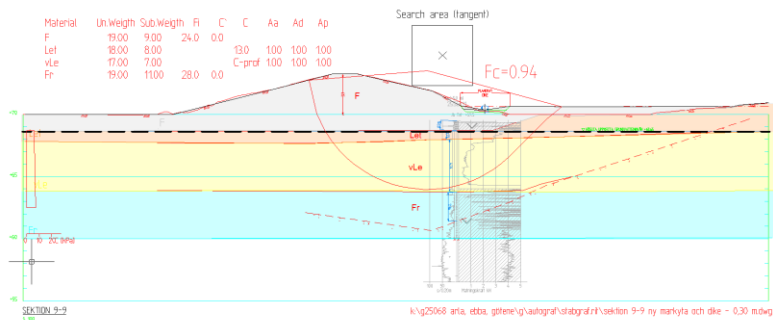 Search area (tangent)
Material Un.Weigth Sub.Weigth Fi C' C Aa Ad Ap
F 19.00 9.00 24.0 0.0
Let 18.00 8.00 13.0 1.00 1.00 1.00
vLe 17.00 7.00 C-prof 1.00 1.00 1.00
Fr 19.00 11.00 28.0 0.0
Fc=0.94
F
F
Let
vLe
Fr
0 10 20 (kPa)
SEKTION 9-9
k:\g25068 arla, ebba, götene\g\autograf\stabgraf.rit\sektion 9-9 ny markyta och dike - 0,30 m.dwg